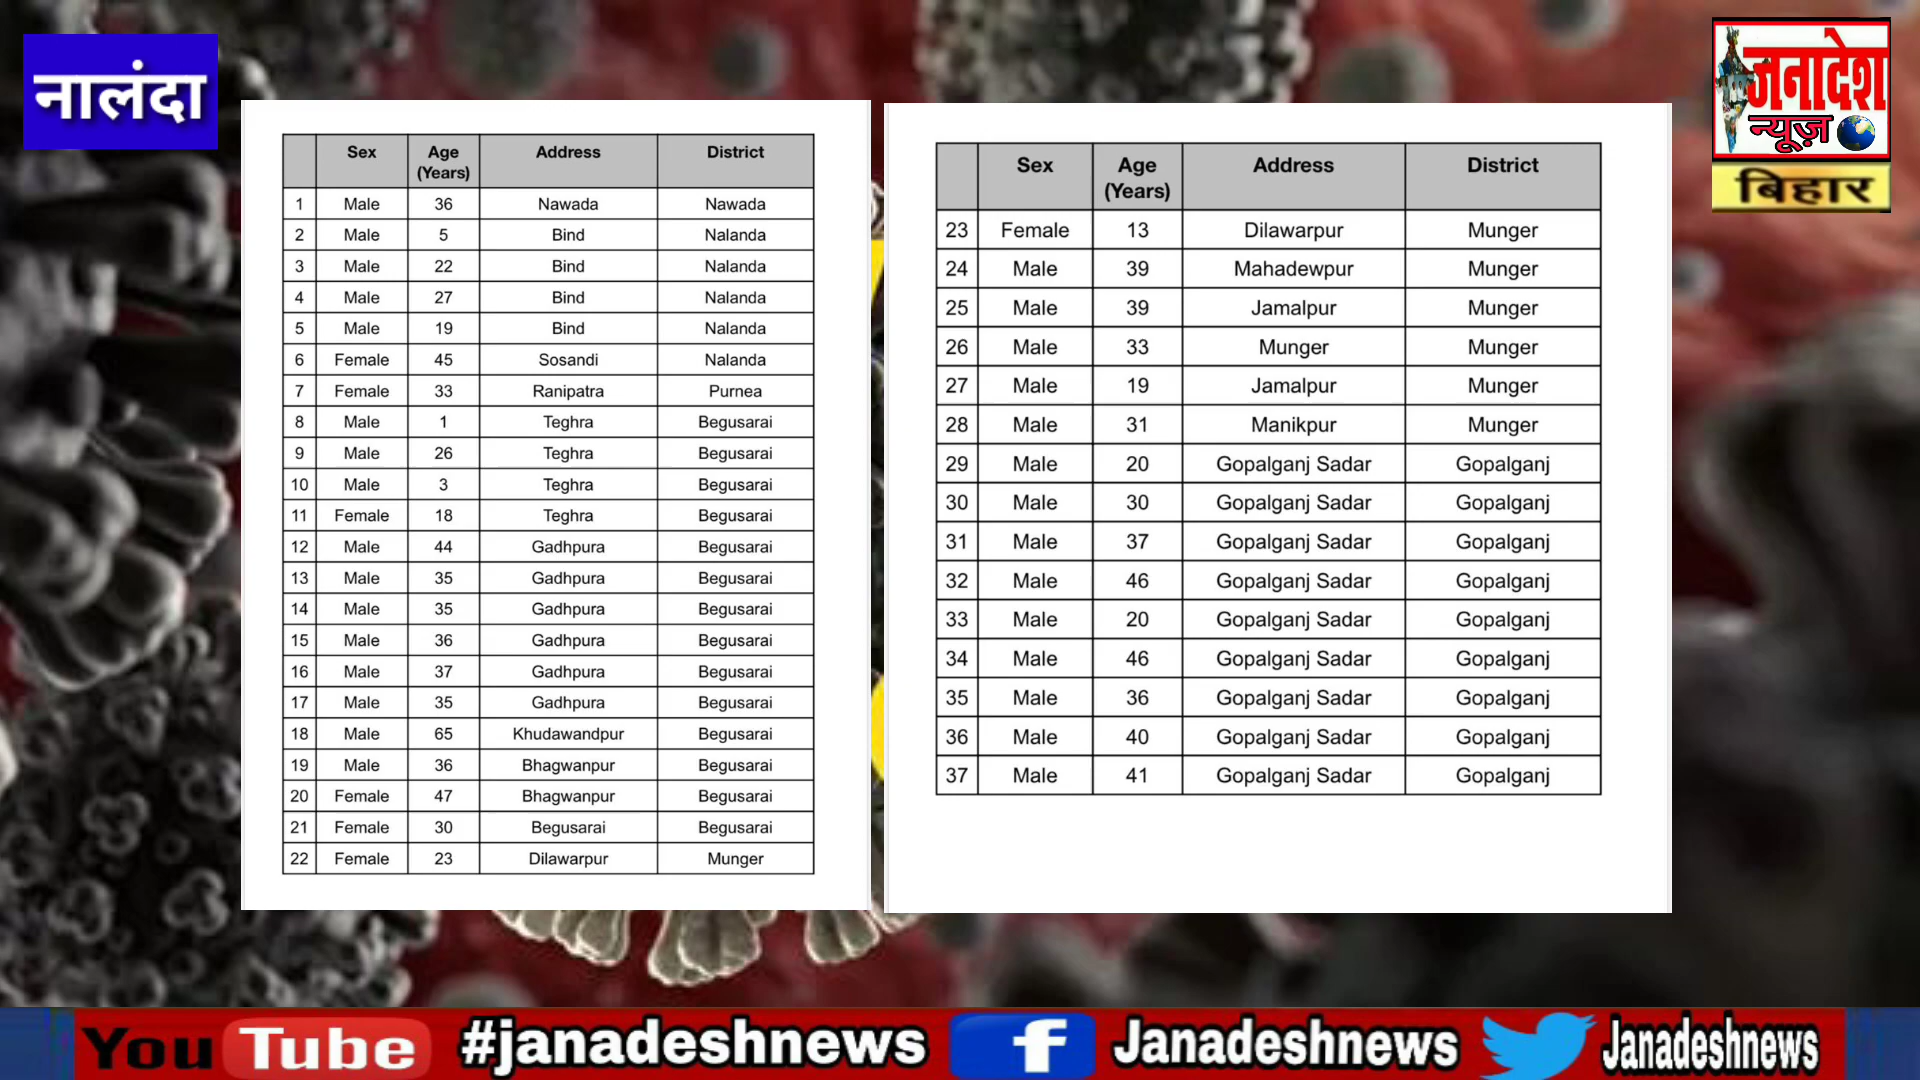 नालंदा
जनादेश
न्यूज़
बिहार
Sex Age (Years) Address District
1 Male 36 Nawada Nawada
2 Male 5 Bind Nalanda
3 Male 22 Bind Nalanda
4 Male 27 Bind Nalanda
5 Male 19 Bind Nalanda
6 Female 45 Sosandi Nalanda
7 Female 33 Ranipatra Purnea
8 Male 1 Teghra Begusarai
9 Male 26 Teghra Begusarai
10 Male 3 Teghra Begusarai
11 Female 18 Teghra Begusarai
12 Male 44 Gadhpura Begusarai
13 Male 35 Gadhpura Begusarai
14 Male 35 Gadhpura Begusarai
15 Male 36 Gadhpura Begusarai
16 Male 37 Gadhpura Begusarai
17 Male 35 Gadhpura Begusarai
18 Male 65 Khudawandpur Begusarai
19 Male 36 Bhagwanpur Begusarai
20 Female 47 Bhagwanpur Begusarai
21 Female 30 Begusarai Begusarai
22 Female 23 Dilawarpur Munger
Sex Age (Years) Address District
23 Female 13 Dilawarpur Munger
24 Male 39 Mahadewpur Munger
25 Male 39 Jamalpur Munger
26 Male 33 Munger Munger
27 Male 19 Jamalpur Munger
28 Male 31 Manikpur Munger
29 Male 20 Gopalganj Sadar Gopalganj
30 Male 30 Gopalganj Sadar Gopalganj
31 Male 37 Gopalganj Sadar Gopalganj
32 Male 46 Gopalganj Sadar Gopalganj
33 Male 20 Gopalganj Sadar Gopalganj
34 Male 46 Gopalganj Sadar Gopalganj
35 Male 36 Gopalganj Sadar Gopalganj
36 Male 40 Gopalganj Sadar Gopalganj
37 Male 41 Gopalganj Sadar Gopalganj
You Tube #janadeshnews f Janadeshnews Janadeshnews